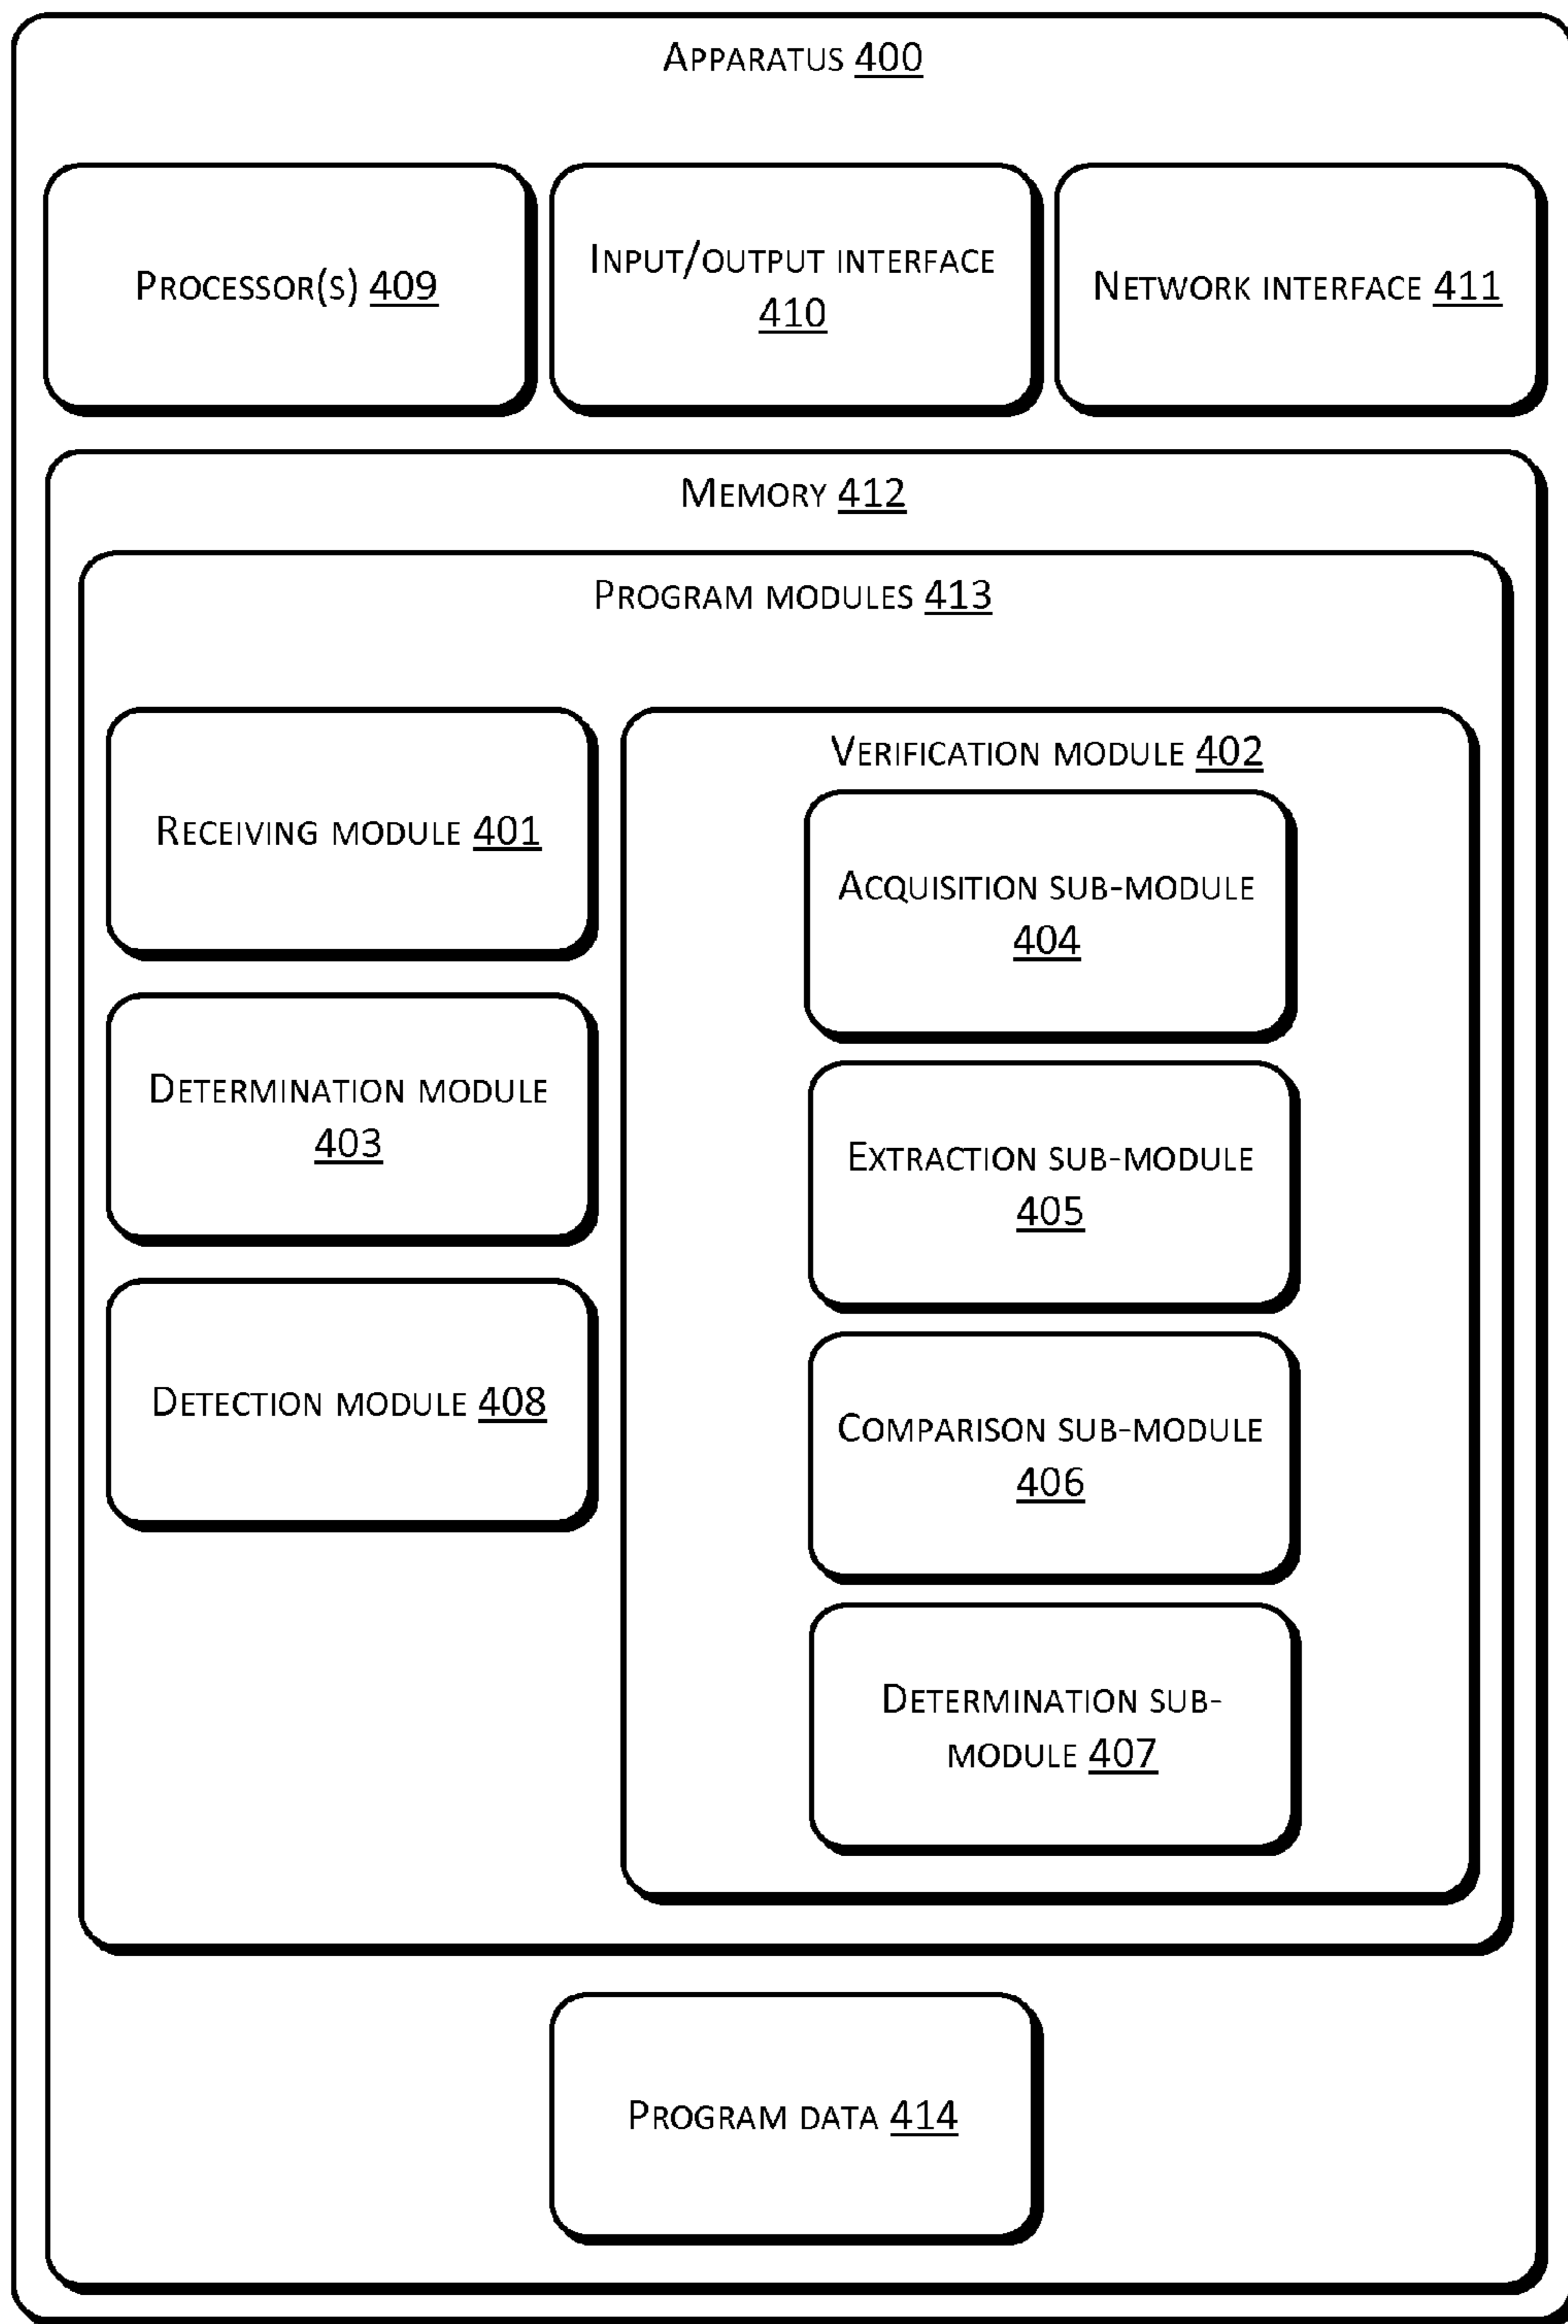 APPARATUS 400
PROCESSOR(S) 409
INPUT/OUTPUT INTERFACE
410
NETWORK INTERFACE 411
MEMORY 412
PROGRAM MODULES 413
RECEIVING MODULE 401
DETERMINATION MODULE
403
DETECTION MODULE 408
VERIFICATION MODULE 402
ACQUISITION SUB-MODULE
404
EXTRACTION SUB-MODULE
405
COMPARISON SUB-MODULE
406
DETERMINATION SUB-
MODULE 407
PROGRAM DATA 414